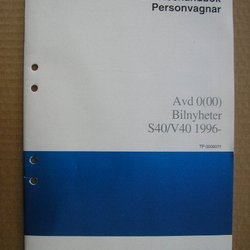 Personvagnar
Avd 0(00)
Bilnyheter
S40/V40 1996-